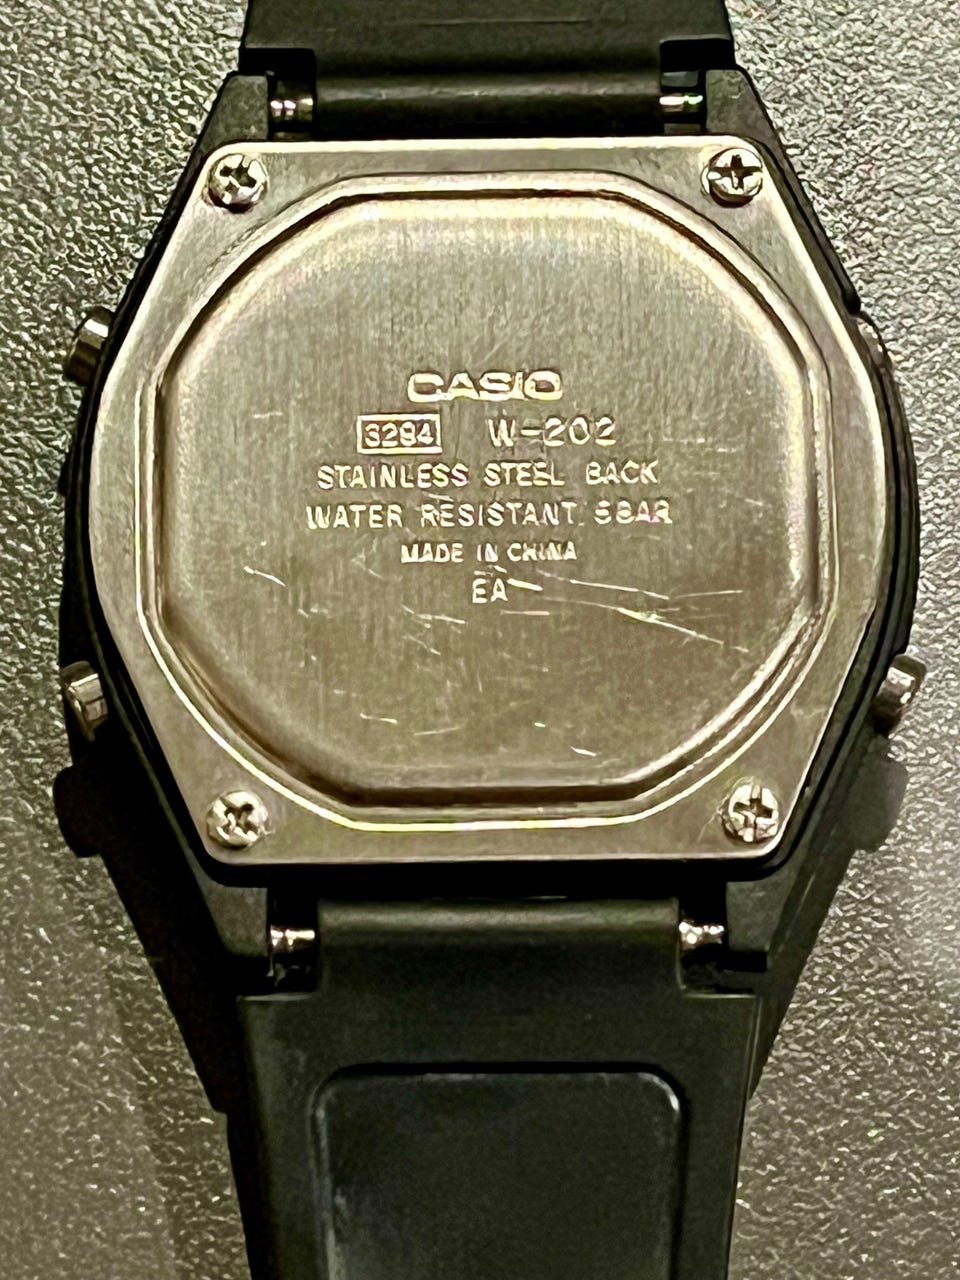 CASIO
3284 W-202
STAINLESS STEEL BACK
WATER RESISTANT 5BAR
MADE IN CHINA
EA